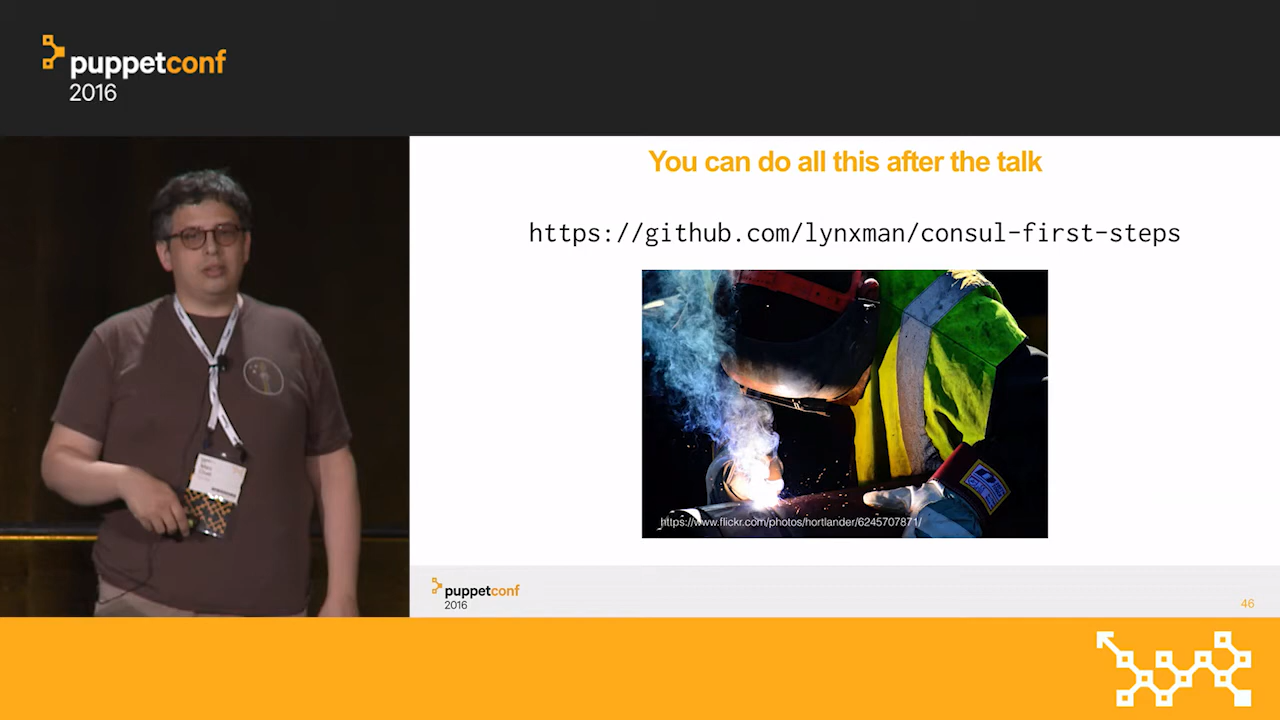 puppetconf
2016
You can do all this after the talk
https://github.com/lynxman/consul-first-steps
https://www.flickr.com/photos/hortlander/6245707871/
puppetconf
2016
46